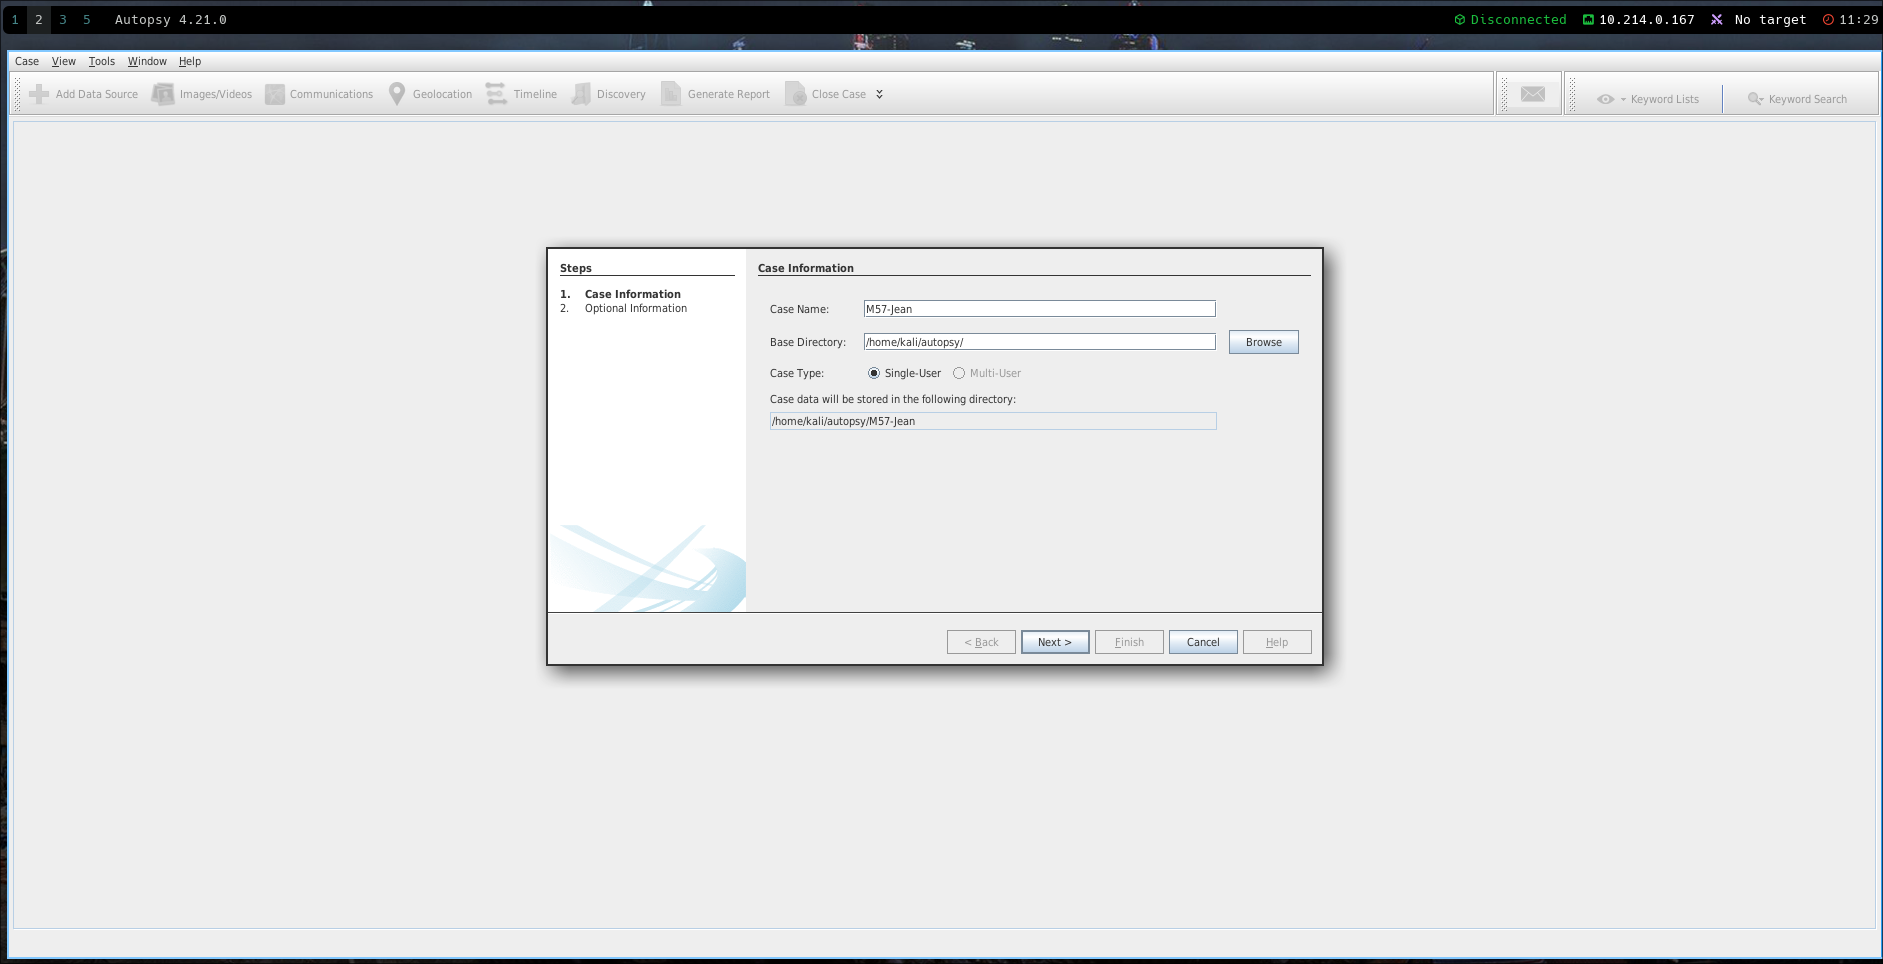 1 2 3 5 Autopsy 4.21.0 Disconnected 10.214.0.167 No target 11:29
Case View Tools Window Help
Add Data Source Images/Videos Communications Geolocation Timeline Discovery Generate Report Close Case Keyword Lists Keyword Search
Steps
1. Case Information
2. Optional Information
Case Information
Case Name: M57-Jean
Base Directory: /home/kali/autopsy/ Browse
Case Type: Single-User Multi-User
Case data will be stored in the following directory:
/home/kali/autopsy/M57-Jean
< Back Next > Finish Cancel Help